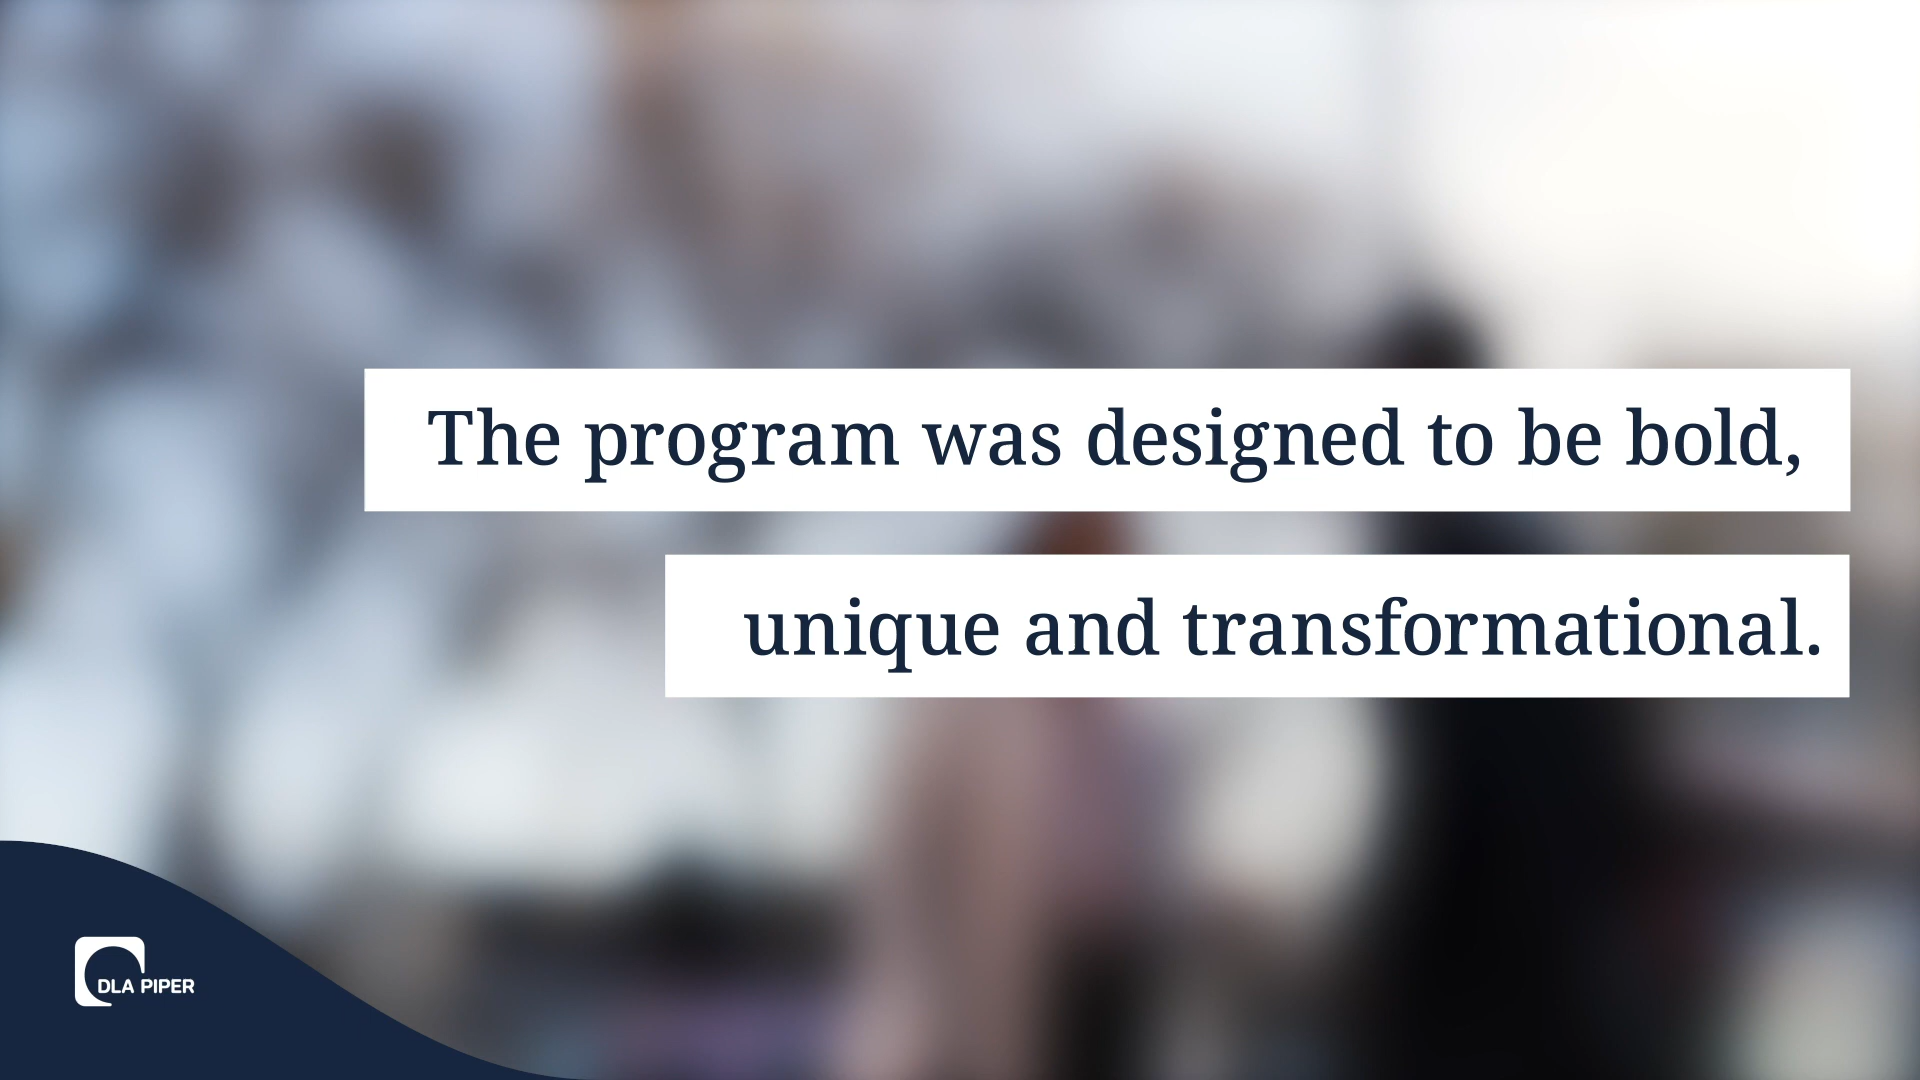 The program was designed to be bold,
unique and transformational.
DLA PIPER